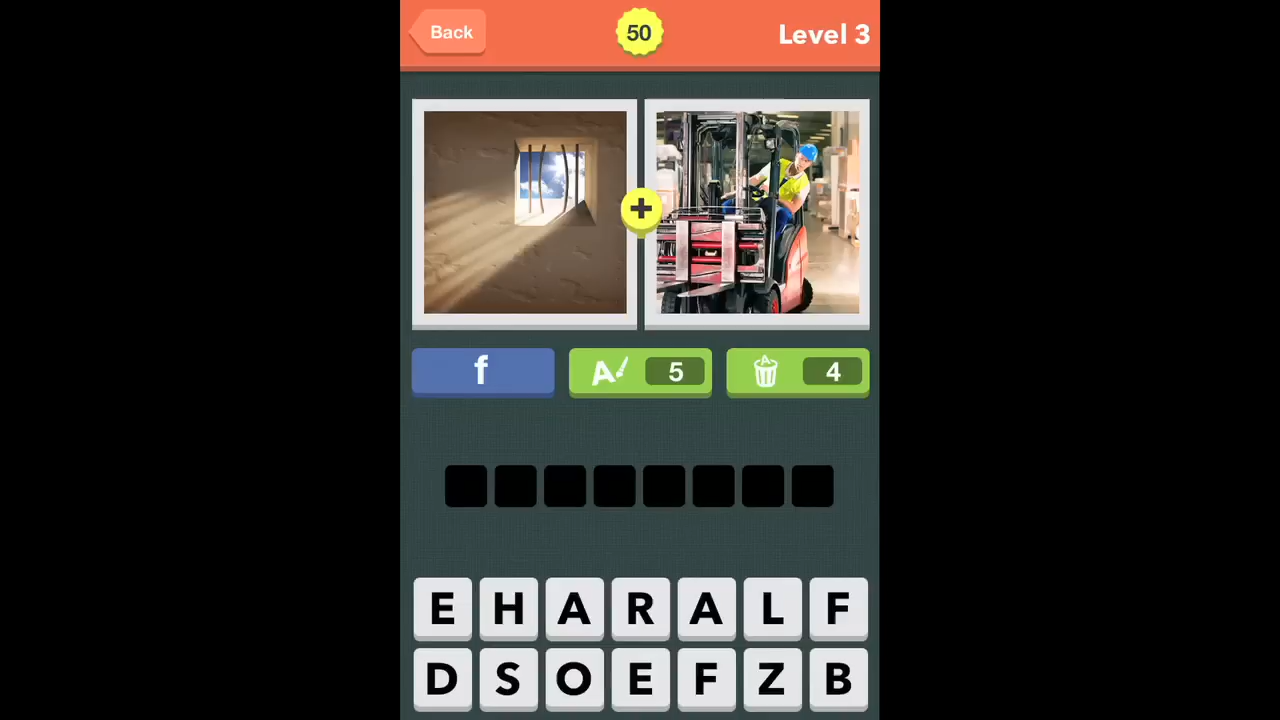 Back 50 Level 3
+
f A 5 A 4
E H A R A L F
D S O E F Z B